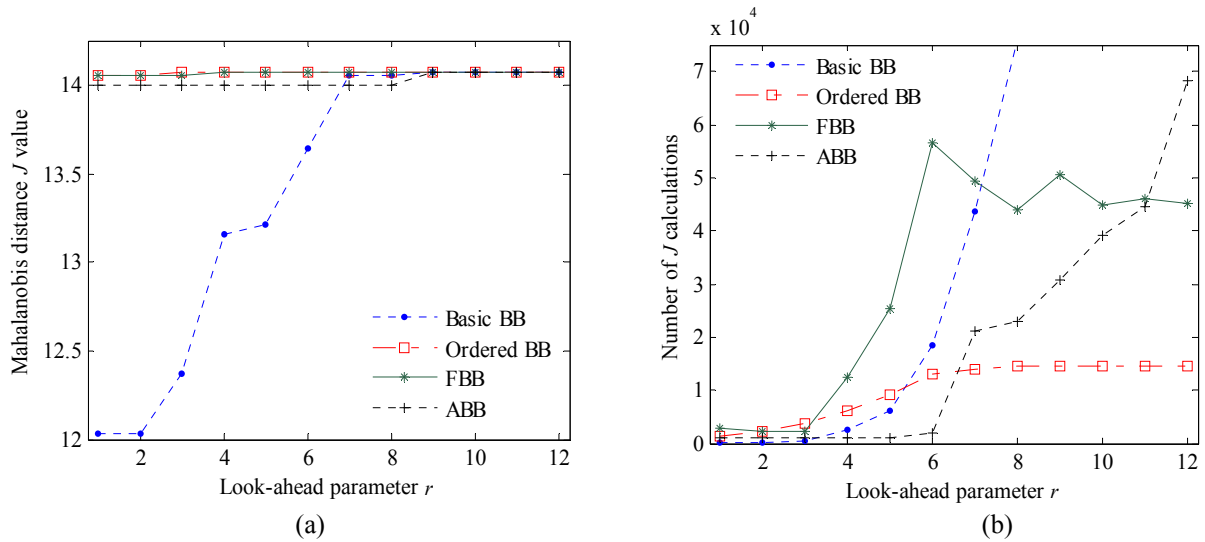 Mahalanobis distance J value
14
13.5
13
12.5
12
Basic BB
Ordered BB
FBB
ABB
2 4 6 8 10 12
Look-ahead parameter r
(a)
x 10^4
Number of J calculations
7
6
5
4
3
2
1
0
Basic BB
Ordered BB
FBB
ABB
2 4 6 8 10 12
Look-ahead parameter r
(b)